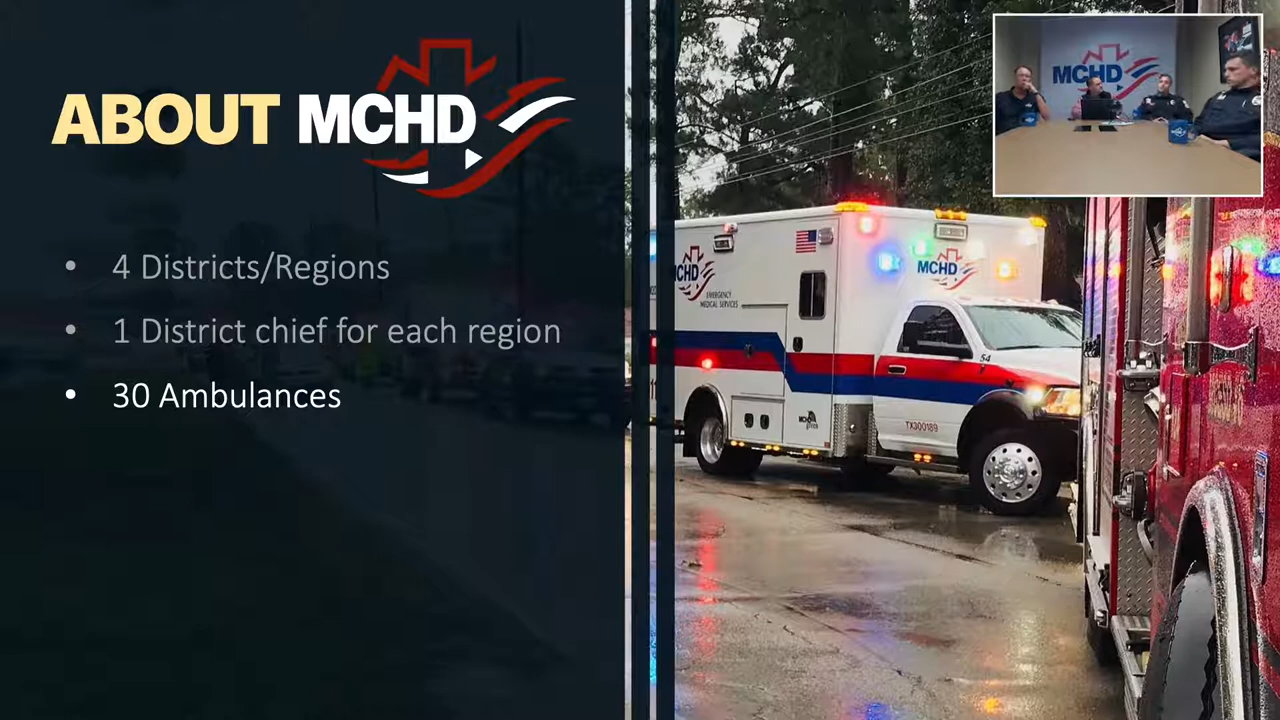 ABOUT MCHD
• 4 Districts/Regions
• 1 District chief for each region
• 30 Ambulances
MCHD
MCHD
EMERGENCY
MEDICAL SERVICES
MCHD
54
TX300189